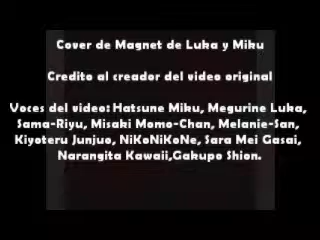 Cover de Magnet de Luka y Miku
Credito al creador del video original
Voces del video: Hatsune Miku, Megurine Luka,
Sama-Riyu, Misaki Momo-Chan, Melanie-San,
Kiyoteru Junjuo, NiKoNiKoNe, Sara Mei Gasai,
Narangita Kawaii,Gakupo Shion.